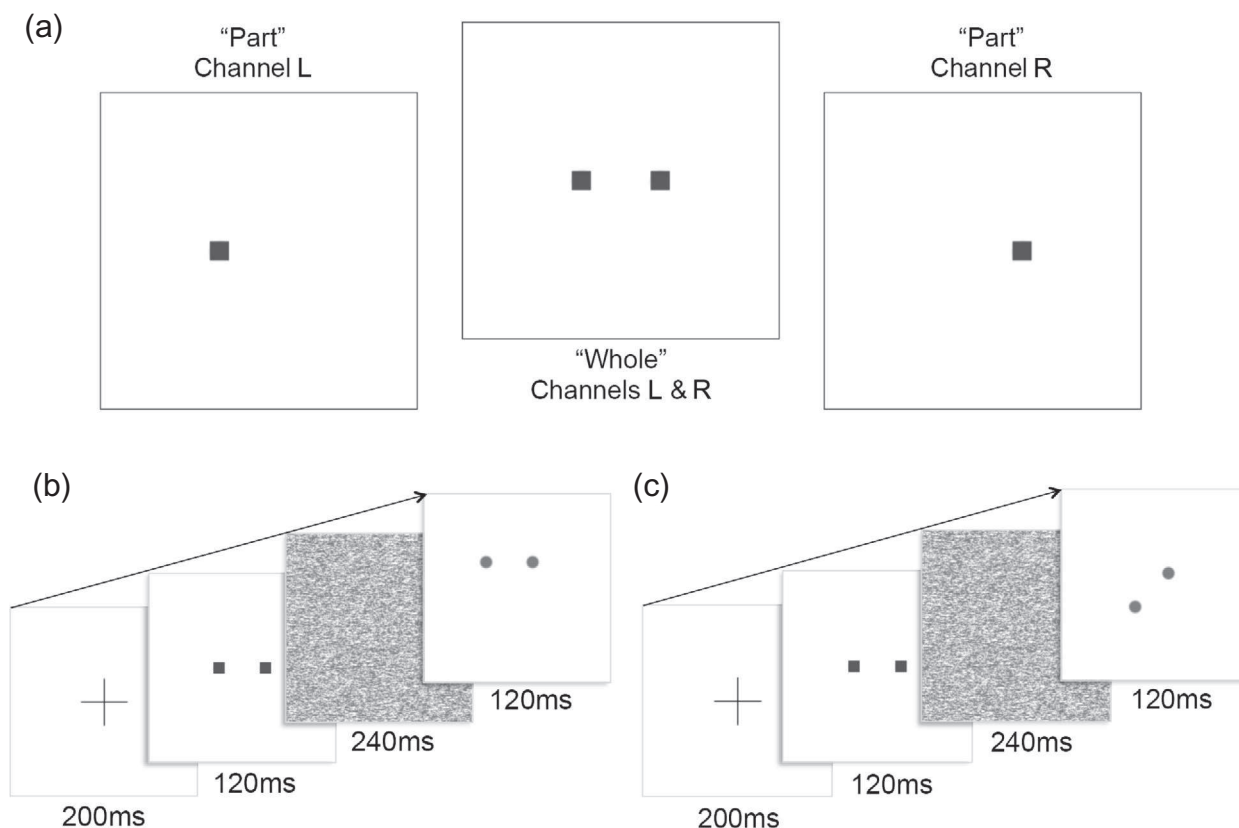 (a)
“Part”
Channel L
“Whole”
Channels L & R
“Part”
Channel R
(b)
200ms
120ms
240ms
120ms
(c)
200ms
120ms
240ms
120ms